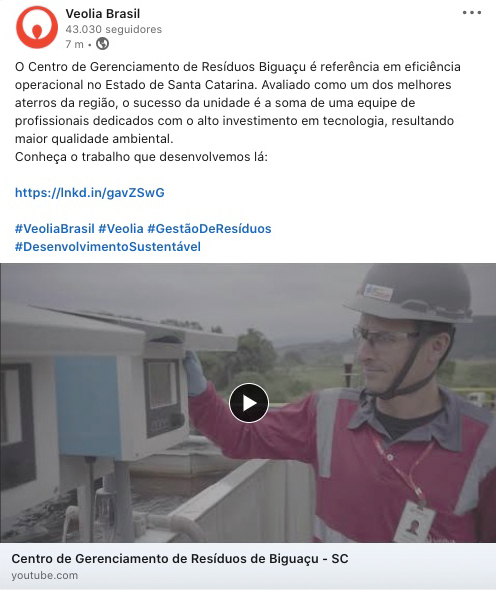 Veolia Brasil
43.030 seguidores
7 m •
O Centro de Gerenciamento de Resíduos Biguaçu é referência em eficiência
operacional no Estado de Santa Catarina. Avaliado como um dos melhores
aterros da região, o sucesso da unidade é a soma de uma equipe de
profissionais dedicados com o alto investimento em tecnologia, resultando
maior qualidade ambiental.
Conheça o trabalho que desenvolvemos lá:
https://lnkd.in/gavZSwG
#VeoliaBrasil #Veolia #GestãoDeResíduos
#DesenvolvimentoSustentável
Centro de Gerenciamento de Resíduos de Biguaçu - SC
youtube.com